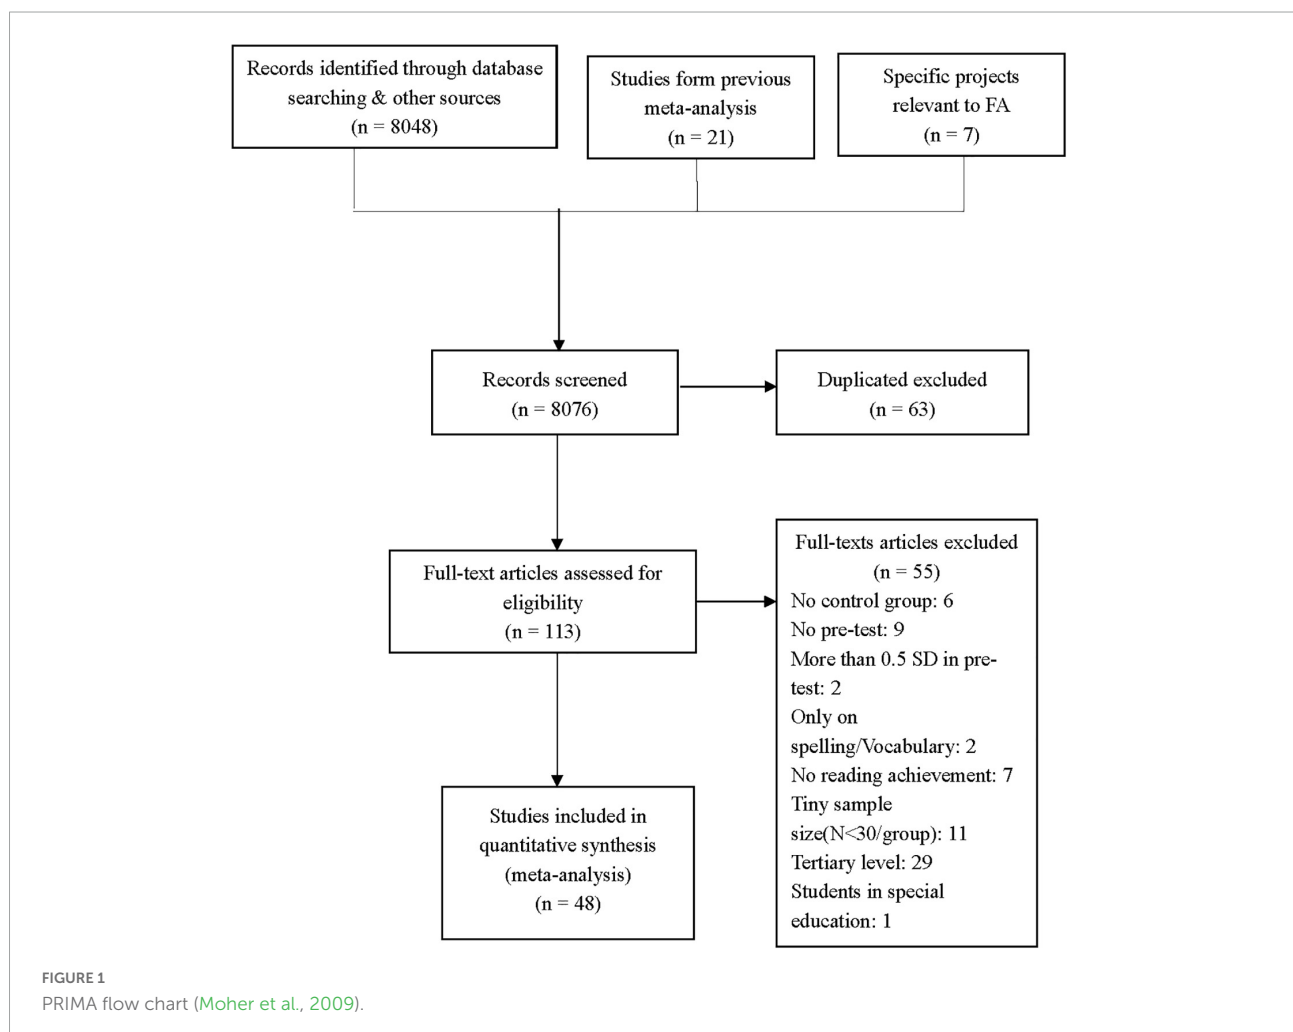 Records identified through database
searching & other sources
(n = 8048)
Studies form previous
meta-analysis
(n = 21)
Specific projects
relevant to FA
(n = 7)
Records screened
(n = 8076)
Duplicated excluded
(n = 63)
Full-text articles assessed for
eligibility
(n = 113)
Full-texts articles excluded
(n = 55)
No control group: 6
No pre-test: 9
More than 0.5 SD in pre-
test: 2
Only on
spelling/Vocabulary: 2
No reading achievement: 7
Tiny sample
size(N<30/group): 11
Tertiary level: 29
Students in special
education: 1
Studies included in
quantitative synthesis
(meta-analysis)
(n = 48)
FIGURE 1
PRIMA flow chart (Moher et al., 2009).